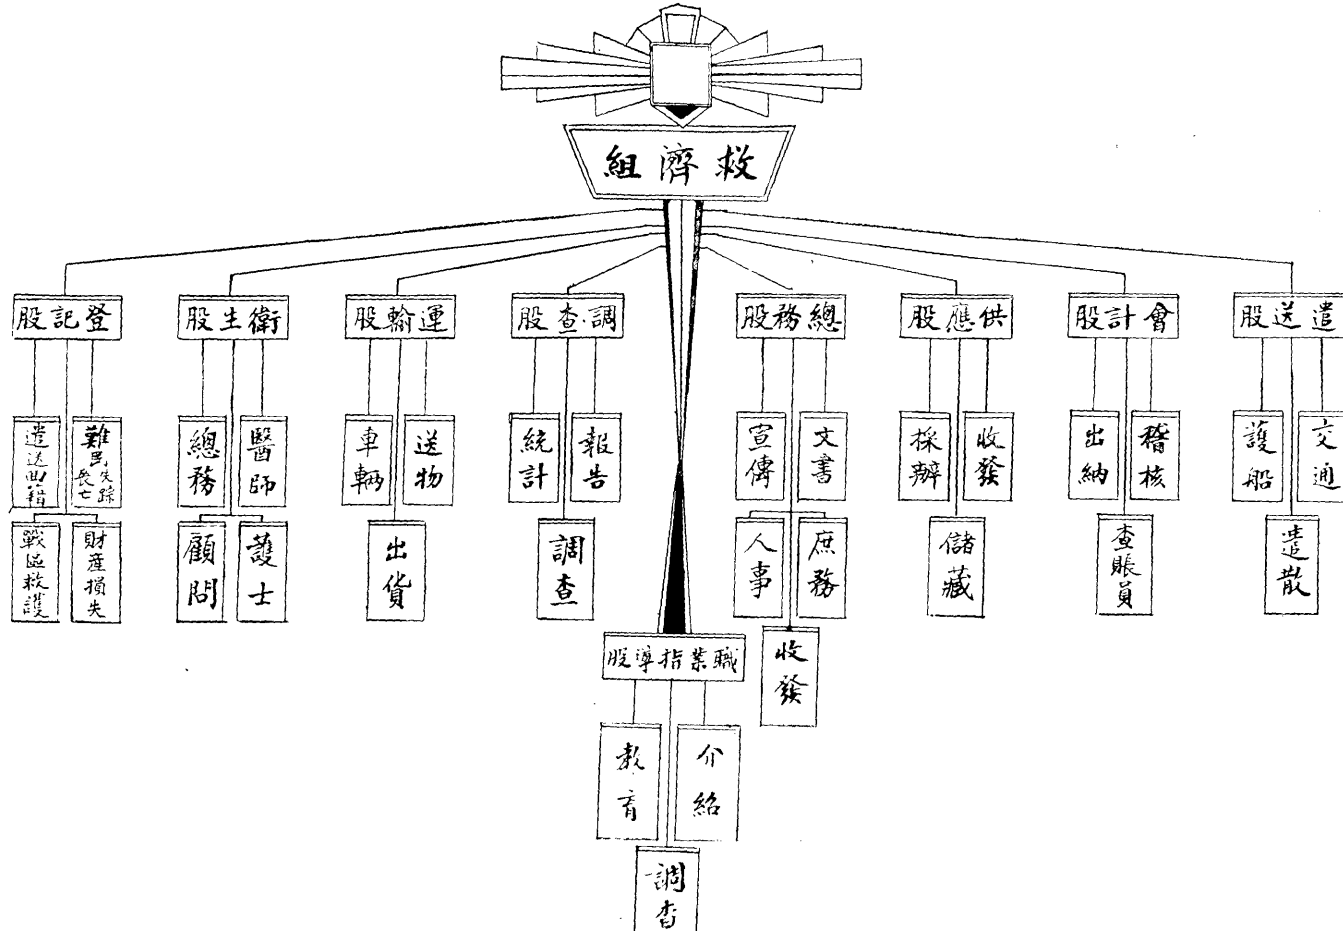 救濟組
遣送股
會計股
供應股
總務股
調查股
運輸股
衛生股
登記股
交通
護船
遣散
稽核
出納
查賬員
收發
採辦
儲藏
文書
宣傳
庶務
人事
收發
報告
統計
調查
送物
車輛
出貨
醫師
總務
護士
顧問
難民失踪
喪亡
遣送曲籍
財產損失
戰區救護
職業指導股
介紹
教育
調查